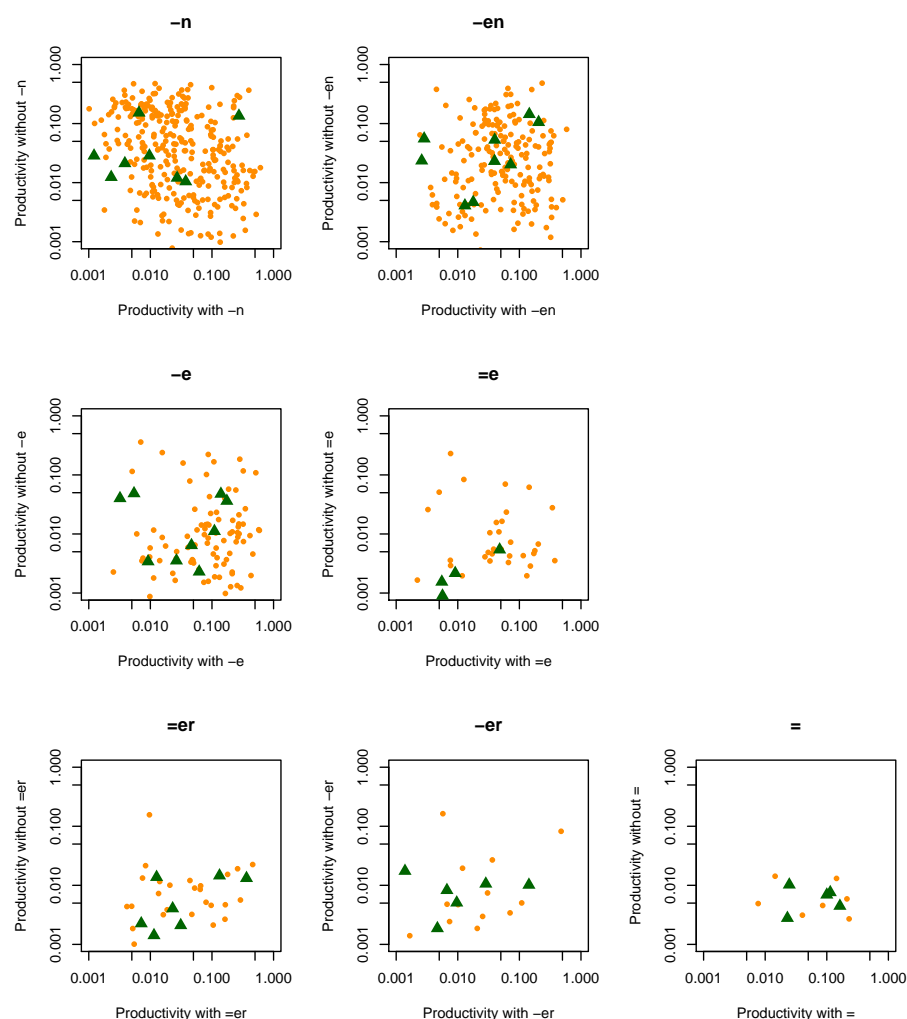 −n
−en
Productivity without −n
0.001 0.010 0.100 1.000
0.001 0.010 0.100 1.000
Productivity with −n
Productivity without −en
0.001 0.010 0.100 1.000
0.001 0.010 0.100 1.000
Productivity with −en
−e
=e
Productivity without −e
0.001 0.010 0.100 1.000
0.001 0.010 0.100 1.000
Productivity with −e
Productivity without =e
0.001 0.010 0.100 1.000
0.001 0.010 0.100 1.000
Productivity with =e
=er
−er
=
Productivity without =er
0.001 0.010 0.100 1.000
0.001 0.010 0.100 1.000
Productivity with =er
Productivity without −er
0.001 0.010 0.100 1.000
0.001 0.010 0.100 1.000
Productivity with −er
Productivity without =
0.001 0.010 0.100 1.000
0.001 0.010 0.100 1.000
Productivity with =